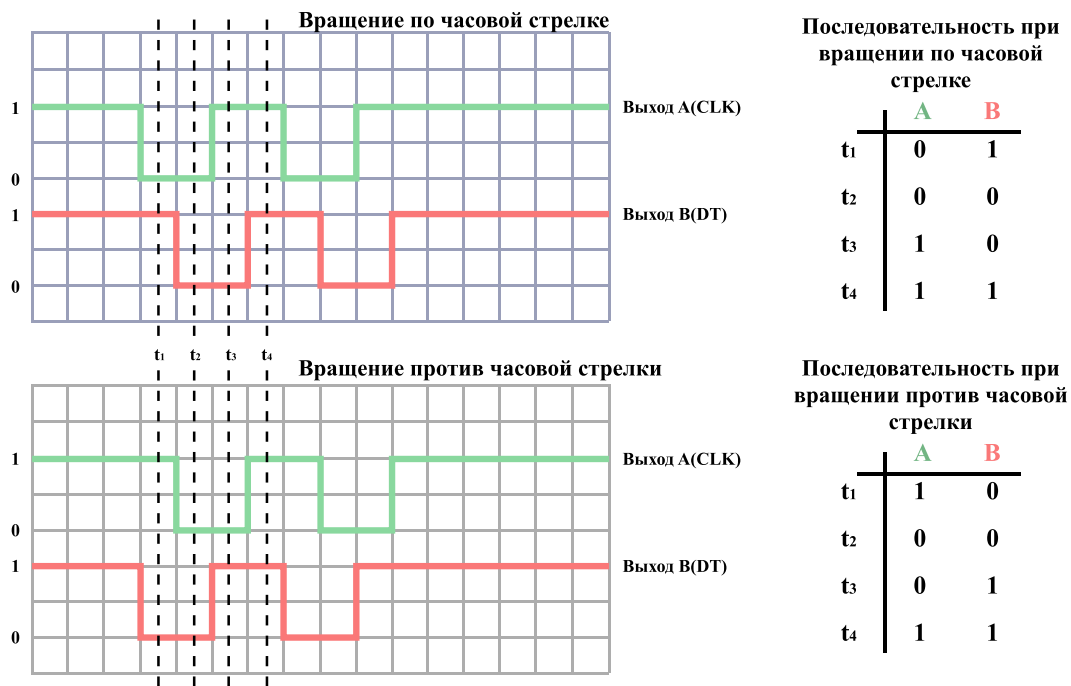 Вращение по часовой стрелке
1
Выход A(CLK)
0
1
Выход B(DT)
0
t1 t2 t3 t4
Последовательность при
вращении по часовой
стрелке
A B
t1 0 1
t2 0 0
t3 1 0
t4 1 1
Вращение против часовой стрелки
1
Выход A(CLK)
0
1
Выход B(DT)
0
Последовательность при
вращении против часовой
стрелки
A B
t1 1 0
t2 0 0
t3 0 1
t4 1 1